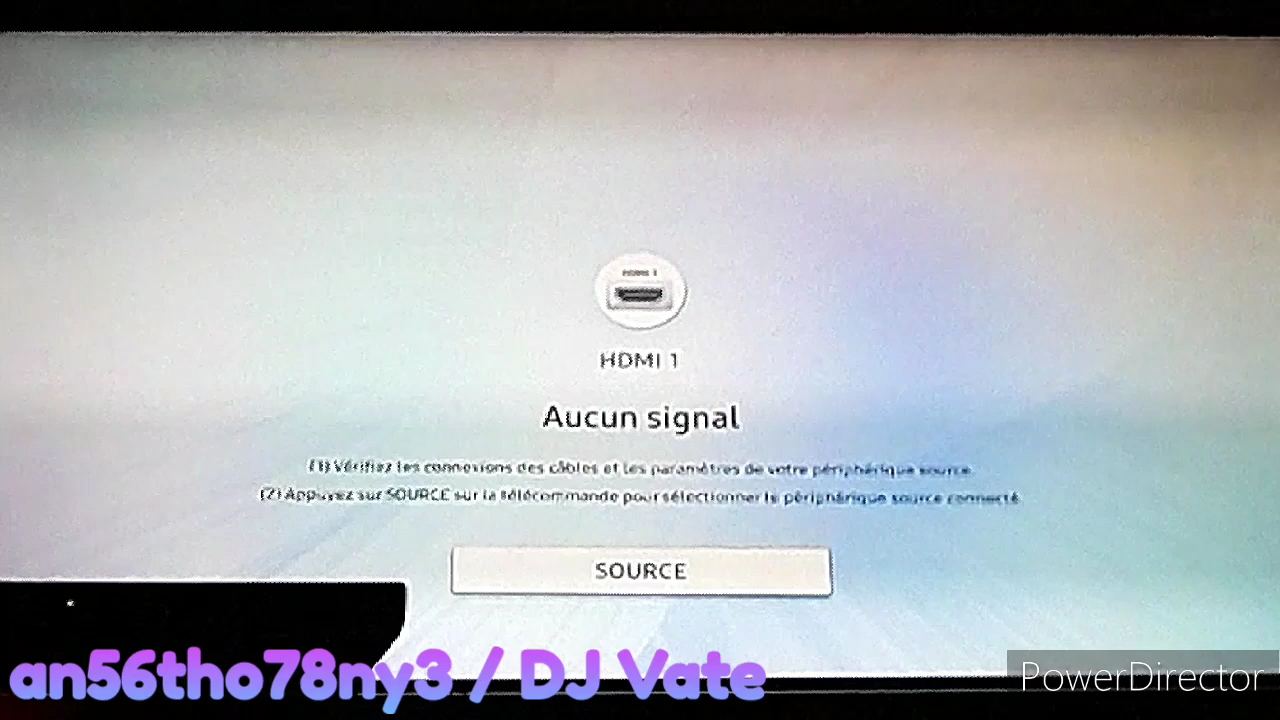 HDMI 1
HDMI 1
Aucun signal
(1) Vérifiez les connexions des câbles et les paramètres de votre périphérique source.
(2) Appuyez sur SOURCE sur la télécommande pour sélectionner le périphérique source connecté.
SOURCE
an56tho78ny3 / DJ Vate
PowerDirector